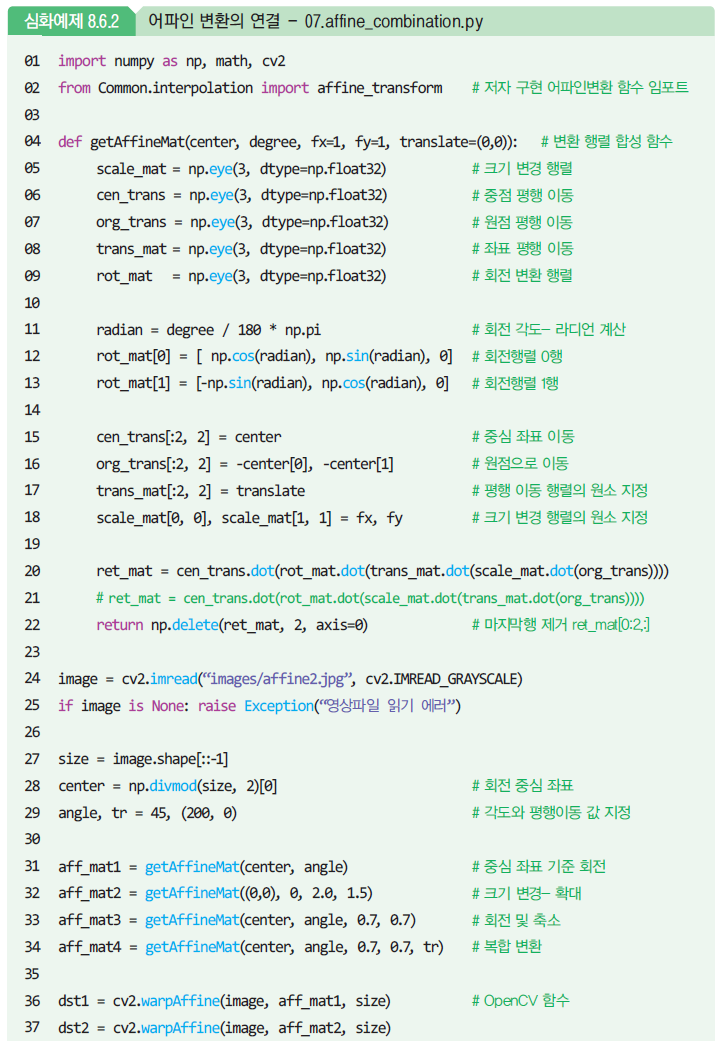 심화예제 8.6.2 어파인 변환의 연결 – 07.affine_combination.py
01 import numpy as np, math, cv2
02 from Common.interpolation import affine_transform # 저자 구현 어파인변환 함수 임포트
03
04 def getAffineMat(center, degree, fx=1, fy=1, translate=(0,0)): # 변환 행렬 합성 함수
05 scale_mat = np.eye(3, dtype=np.float32) # 크기 변경 행렬
06 cen_trans = np.eye(3, dtype=np.float32) # 중점 평행 이동
07 org_trans = np.eye(3, dtype=np.float32) # 원점 평행 이동
08 trans_mat = np.eye(3, dtype=np.float32) # 좌표 평행 이동
09 rot_mat = np.eye(3, dtype=np.float32) # 회전 변환 행렬
10
11 radian = degree / 180 * np.pi # 회전 각도– 라디언 계산
12 rot_mat[0] = [ np.cos(radian), np.sin(radian), 0] # 회전행렬 0행
13 rot_mat[1] = [-np.sin(radian), np.cos(radian), 0] # 회전행렬 1행
14
15 cen_trans[:2, 2] = center # 중심 좌표 이동
16 org_trans[:2, 2] = -center[0], -center[1] # 원점으로 이동
17 trans_mat[:2, 2] = translate # 평행 이동 행렬의 원소 지정
18 scale_mat[0, 0], scale_mat[1, 1] = fx, fy # 크기 변경 행렬의 원소 지정
19
20 ret_mat = cen_trans.dot(rot_mat.dot(trans_mat.dot(scale_mat.dot(org_trans))))
21 # ret_mat = cen_trans.dot(rot_mat.dot(scale_mat.dot(trans_mat.dot(org_trans))))
22 return np.delete(ret_mat, 2, axis=0) # 마지막행 제거 ret_mat[0:2,:]
23
24 image = cv2.imread(“images/affine2.jpg”, cv2.IMREAD_GRAYSCALE)
25 if image is None: raise Exception(“영상파일 읽기 에러”)
26
27 size = image.shape[::-1]
28 center = np.divmod(size, 2)[0] # 회전 중심 좌표
29 angle, tr = 45, (200, 0) # 각도와 평행이동 값 지정
30
31 aff_mat1 = getAffineMat(center, angle) # 중심 좌표 기준 회전
32 aff_mat2 = getAffineMat((0,0), 0, 2.0, 1.5) # 크기 변경– 확대
33 aff_mat3 = getAffineMat(center, angle, 0.7, 0.7) # 회전 및 축소
34 aff_mat4 = getAffineMat(center, angle, 0.7, 0.7, tr) # 복합 변환
35
36 dst1 = cv2.warpAffine(image, aff_mat1, size) # OpenCV 함수
37 dst2 = cv2.warpAffine(image, aff_mat2, size)